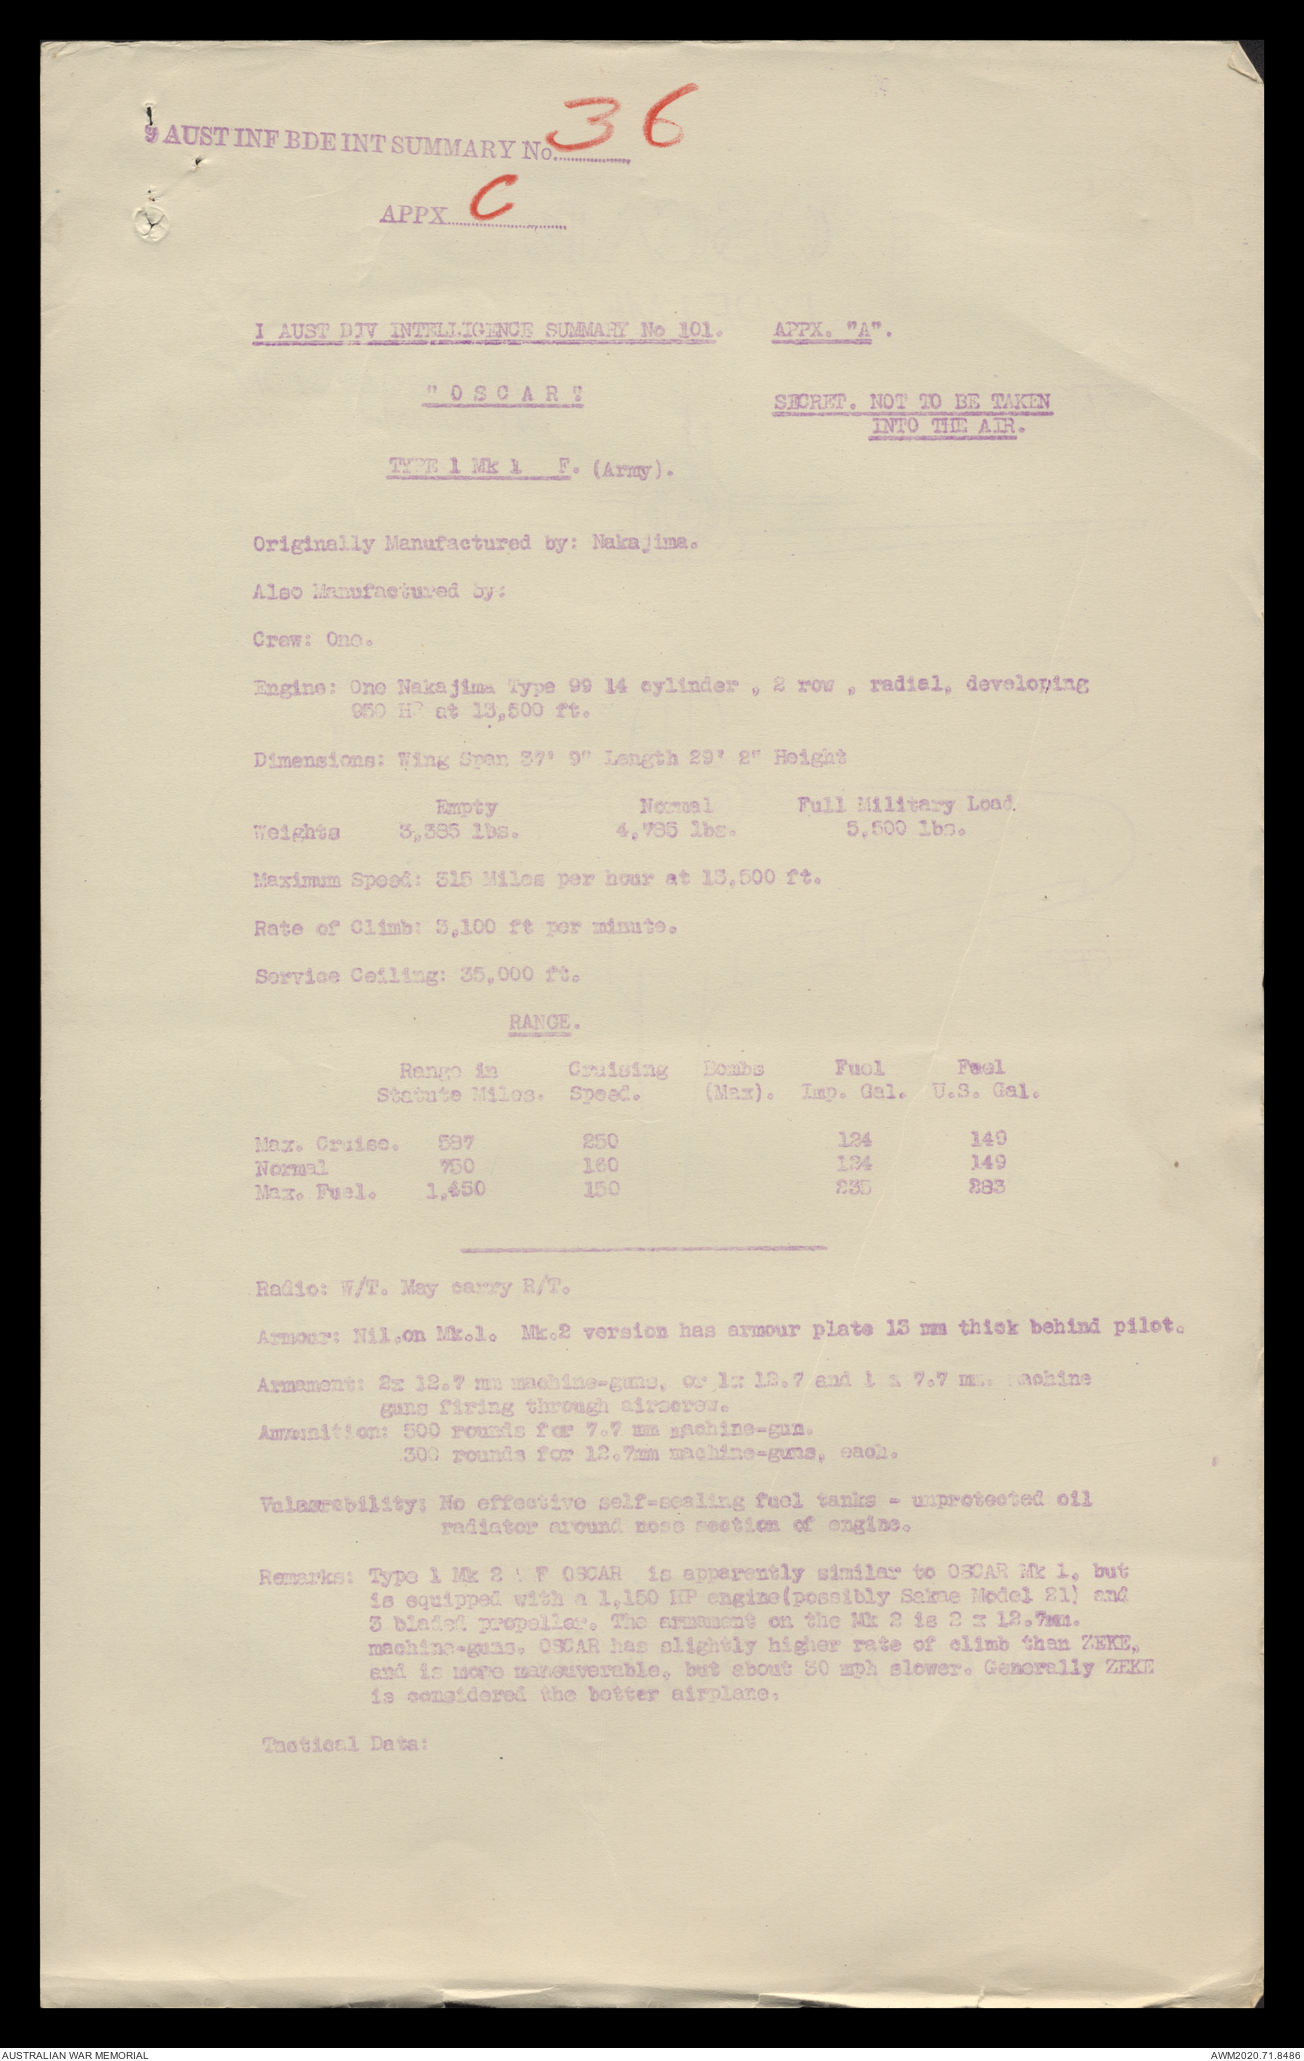 9 AUST INF BDE INT SUMMARY No. 36
APPX C
I AUST DIV INTELLIGENCE SUMMARY No 101. APPX. "A".
" O S C A R "
SECRET. NOT TO BE TAKEN
INTO THE AIR.
TYPE 1 Mk 1 F. (Army).
Originally Manufactured by: Nakajima.
Also Manufactured by:
Crew: One.
Engine: One Nakajima Type 99 14 cylinder , 2 row , radial, developing
950 HP at 13,500 ft.
Dimensions: Wing Span 37' 9" Length 29' 2" Height
Empty Normal Full Military Load.
Weights 3,385 lbs. 4,785 lbs. 5,500 lbs.
Maximum Speed: 315 Miles per hour at 13,500 ft.
Rate of Climb: 3,100 ft per minute.
Service Ceiling: 35,000 ft.
RANGE.
Range in Cruising Bombs Fuel Fuel
Statute Miles. Speed. (Max). Imp. Gal. U.S. Gal.
Max. Cruise. 587 250 124 149
Normal 750 160 124 149
Max. Fuel. 1,450 150 235 283
Radio: W/T. May carry R/T.
Armour: Nil.on Mk.1. Mk.2 version has armour plate 13 mm thick behind pilot.
Armament: 2x 12.7 mm machine-guns, or 1x 12.7 and 1 x 7.7 mm. machine
guns firing through airscrew.
Ammunition: 500 rounds for 7.7 mm machine-gun.
300 rounds for 12.7mm machine-guns, each.
Vulnerability: No effective self-sealing fuel tanks - unprotected oil
radiator around nose section of engine.
Remarks: Type 1 Mk 2 F OSCAR is apparently similar to OSCAR Mk 1, but
is equipped with a 1,150 HP engine(possibly Sakae Model 21) and
3 bladed propeller. The armament on the Mk 2 is 2 x 12.7mm.
machine-guns. OSCAR has slightly higher rate of climb than ZEKE,
and is more maneuverable, but about 30 mph slower. Generally ZEKE
is considered the better airplane.
Tactical Data:
AUSTRALIAN WAR MEMORIAL AWM2020.71.8486